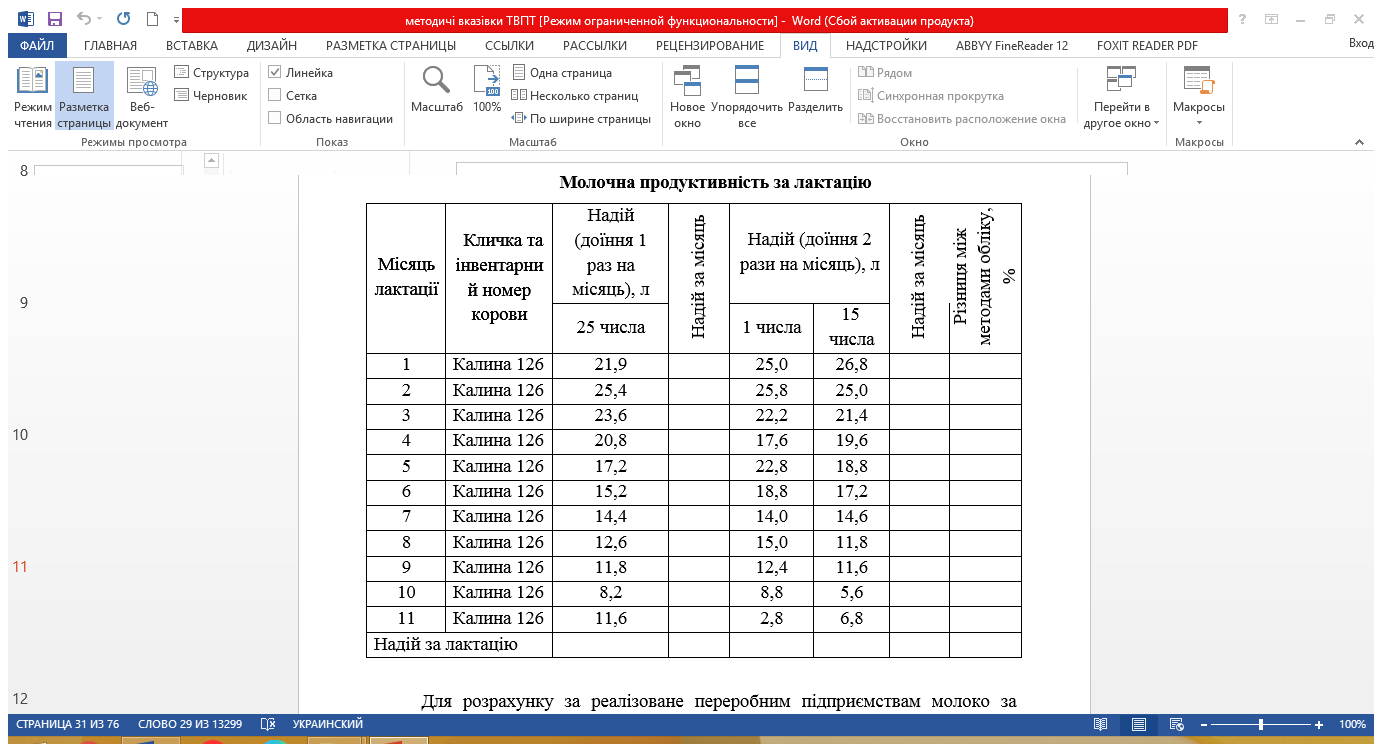 методичі вказівки ТВПТ [Режим ограниченной функциональности] - Word (Сбой активации продукта)
ФАЙЛ ГЛАВНАЯ ВСТАВКА ДИЗАЙН РАЗМЕТКА СТРАНИЦЫ ССЫЛКИ РАССЫЛКИ РЕЦЕНЗИРОВАНИЕ ВИД НАДСТРОЙКИ ABBYY FineReader 12 FOXIT READER PDF Вход
Режим чтения
Разметка страницы
Веб-документ
Структура
Черновик
Режимы просмотра
Линейка
Сетка
Область навигации
Показ
Масштаб
100%
Одна страница
Несколько страниц
По ширине страницы
Масштаб
Новое окно
Упорядочить все
Разделить
Рядом
Синхронная прокрутка
Восстановить расположение окна
Перейти в другое окно
Окно
Макросы
Макросы
8
9
10
11
12
Молочна продуктивність за лактацію
Місяць лактації
Кличка та
інвентарни
й номер
корови
Надій
(доїння 1
раз на
місяць), л
25 числа
Надій за місяць
Надій (доїння 2
рази на місяць), л
1 числа
15
числа
Надій за місяць
Різниця між
методами обліку,
%
1 Калина 126 21,9 25,0 26,8
2 Калина 126 25,4 25,8 25,0
3 Калина 126 23,6 22,2 21,4
4 Калина 126 20,8 17,6 19,6
5 Калина 126 17,2 22,8 18,8
6 Калина 126 15,2 18,8 17,2
7 Калина 126 14,4 14,0 14,6
8 Калина 126 12,6 15,0 11,8
9 Калина 126 11,8 12,4 11,6
10 Калина 126 8,2 8,8 5,6
11 Калина 126 11,6 2,8 6,8
Надій за лактацію
Для розрахунку за реалізоване переробним підприємствам молоко за
СТРАНИЦА 31 ИЗ 76 СЛОВО 29 ИЗ 13299 УКРАИНСКИЙ 100%